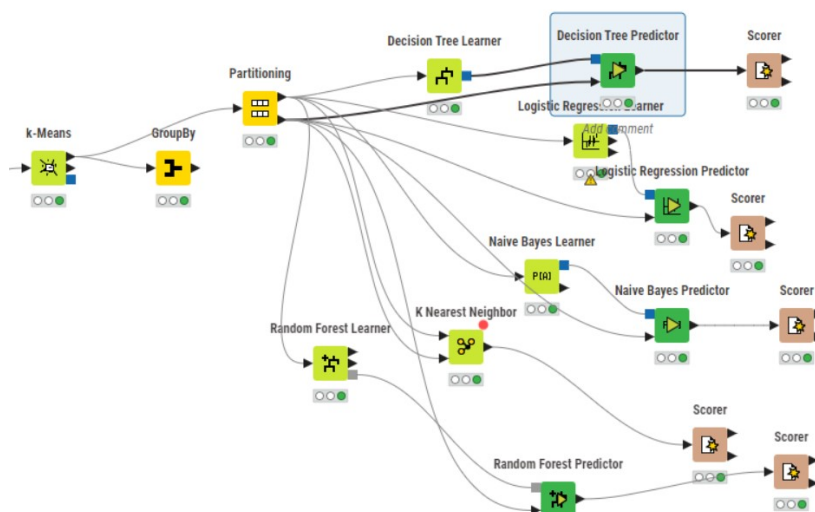 Decision Tree Learner
Decision Tree Predictor
Scorer
Partitioning
Logistic Regression Learner
Add comment
k-Means
GroupBy
Logistic Regression Predictor
Scorer
Naive Bayes Learner
P(A)
Naive Bayes Predictor
Scorer
Random Forest Learner
K Nearest Neighbor
Scorer
Scorer
Random Forest Predictor